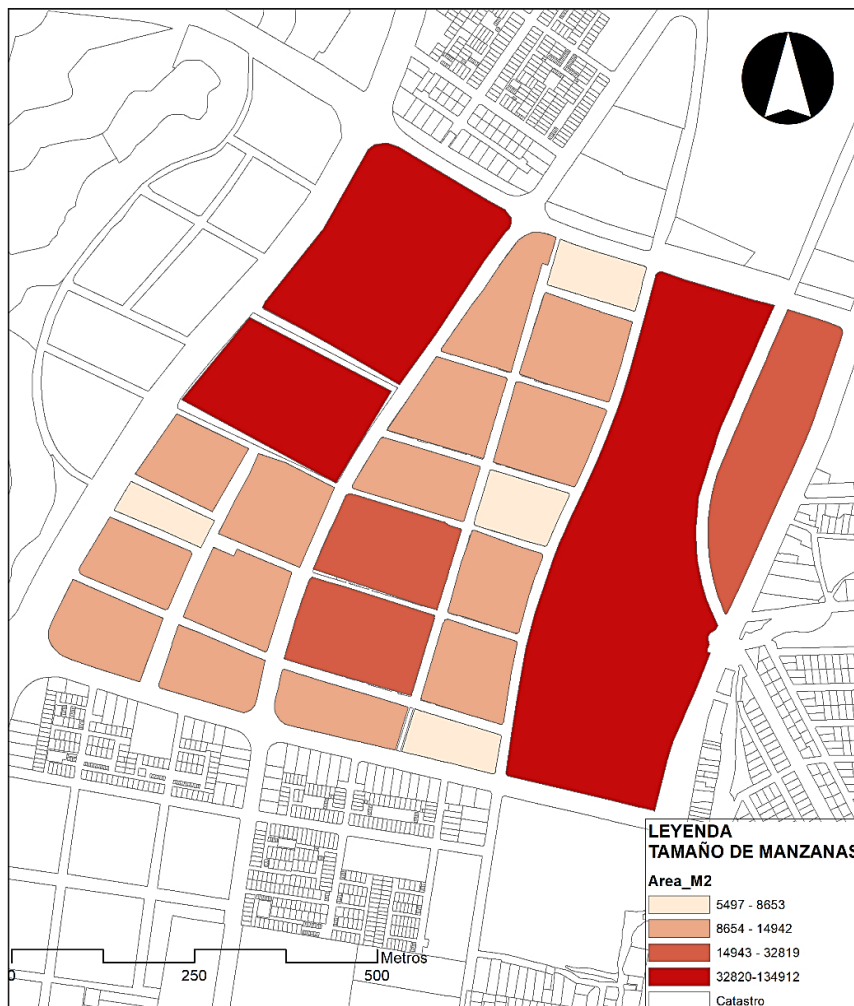 LEYENDA
TAMAÑO DE MANZANAS
Area_M2
5497 - 8653
8654 - 14942
14943 - 32819
32820-134912
Catastro
Metros
0 250 500